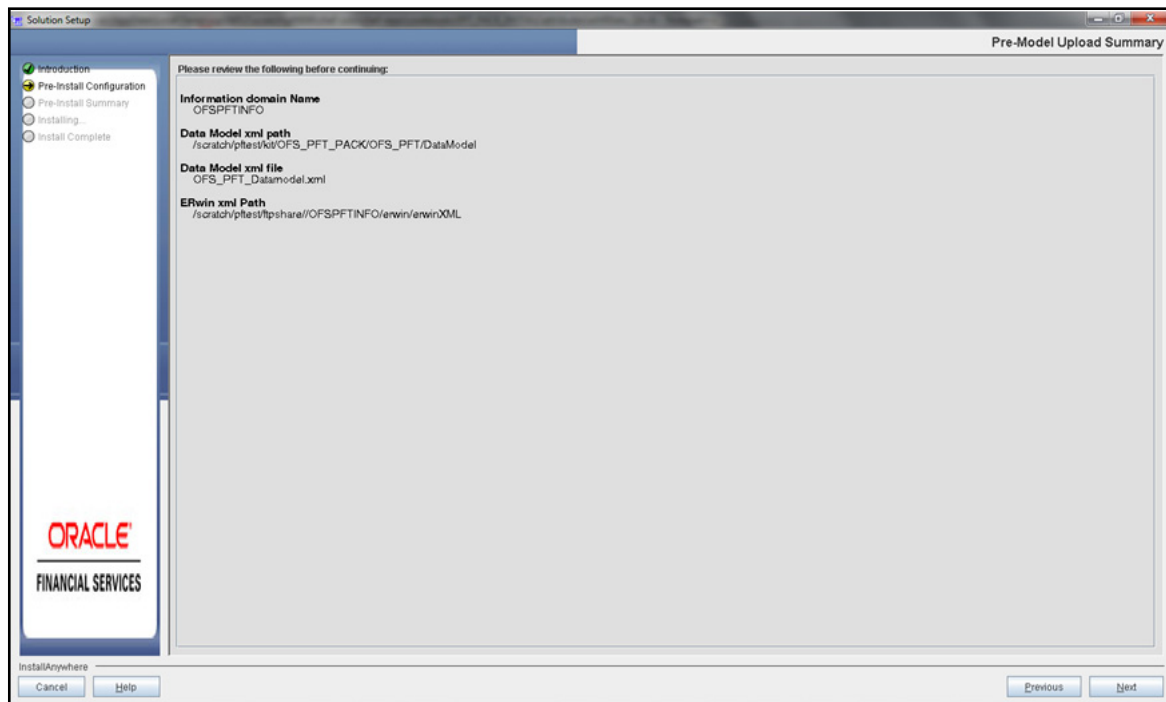 Solution Setup
Pre-Model Upload Summary
Introduction
Pre-Install Configuration
Pre-Install Summary
Installing...
Install Complete
Please review the following before continuing:
Information domain Name
OFSPFTINFO
Data Model xml path
/scratch/pftest/kit/OFS_PFT_PACK/OFS_PFT/DataModel
Data Model xml file
OFS_PFT_Datamodel.xml
ERwin xml Path
/scratch/pftest/ftpshare//OFSPFTINFO/erwin/erwinXML
ORACLE
FINANCIAL SERVICES
InstallAnywhere
Cancel
Help
Previous
Next